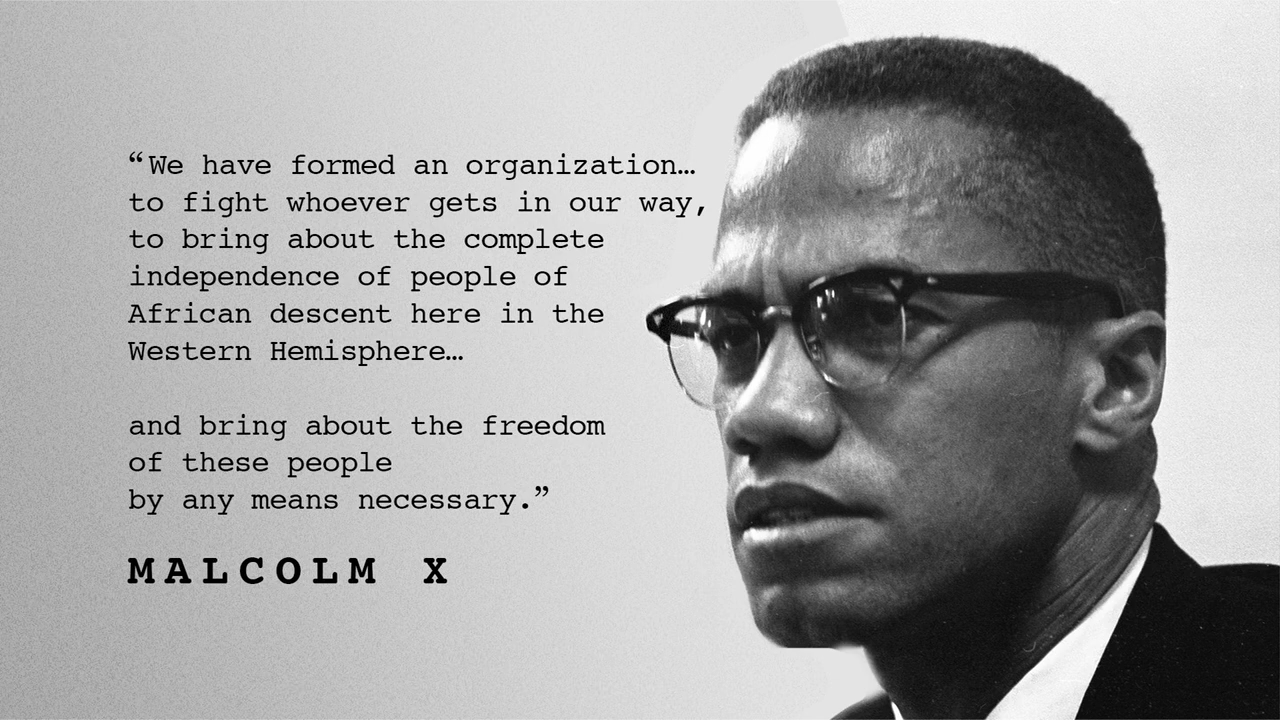 “We have formed an organization…
to fight whoever gets in our way,
to bring about the complete
independence of people of
African descent here in the
Western Hemisphere…
and bring about the freedom
of these people
by any means necessary.”
MALCOLM X